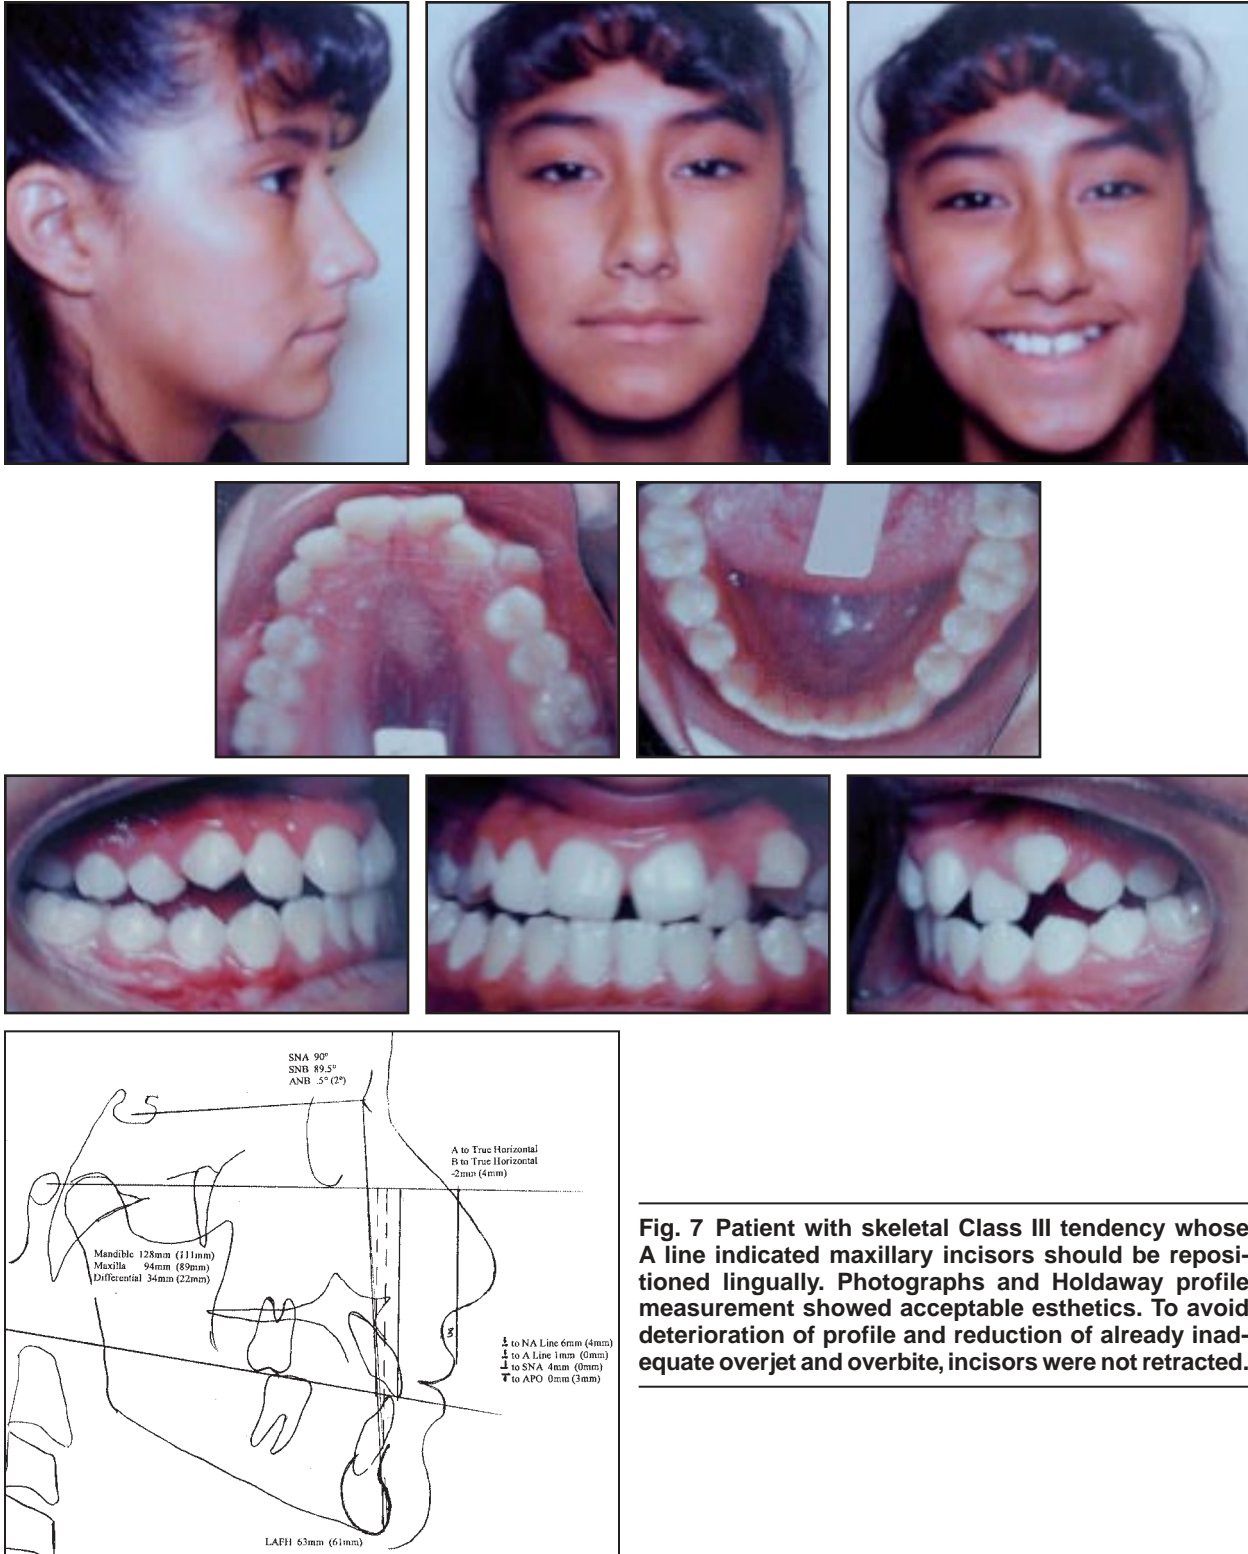 SNA 90°
SNB 89.5°
ANB .5° (2°)
A to True Horizontal
B to True Horizontal
-2mm (4mm)
Mandible 128mm (111mm)
Maxilla 94mm (89mm)
Differential 34mm (22mm)
3
to NA Line 6mm (4mm)
to A Line 1mm (0mm)
to SNA 4mm (0mm)
to APO 0mm (3mm)
LAFH 63mm (61mm)
Fig. 7 Patient with skeletal Class III tendency whose
A line indicated maxillary incisors should be reposi-
tioned lingually. Photographs and Holdaway profile
measurement showed acceptable esthetics. To avoid
deterioration of profile and reduction of already inad-
equate overjet and overbite, incisors were not retracted.